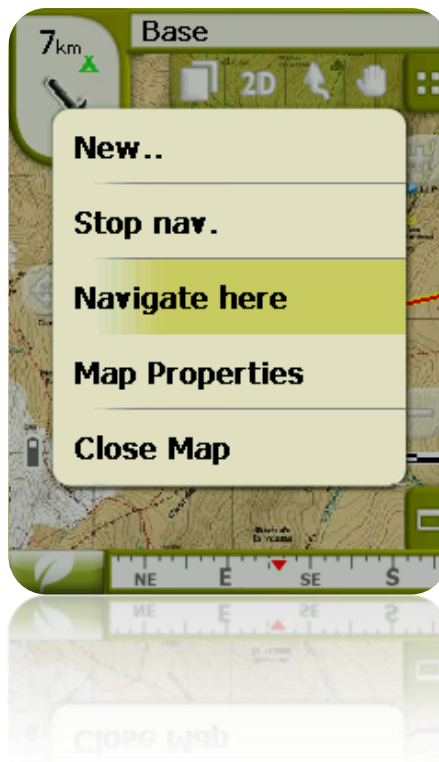 Base
7km
2D
New..
Stop nav.
Navigate here
Map Properties
Close Map
NE E SE S